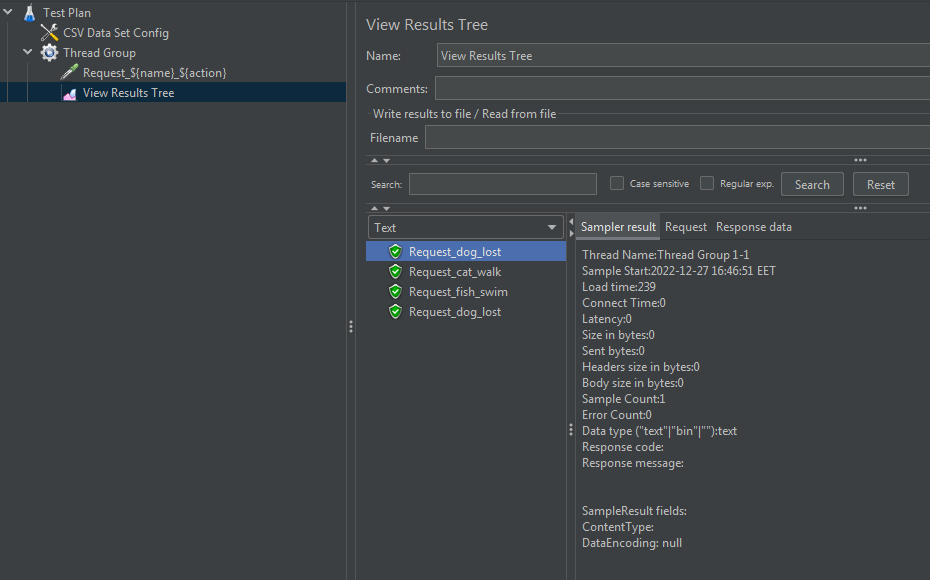 Test Plan
CSV Data Set Config
Thread Group
Request_${name}_${action}
View Results Tree
View Results Tree
Name: View Results Tree
Comments:
Write results to file / Read from file
Filename
Search: Case sensitive Regular exp. Search Reset
Text
Request_dog_lost
Request_cat_walk
Request_fish_swim
Request_dog_lost
Sampler result Request Response data
Thread Name:Thread Group 1-1
Sample Start:2022-12-27 16:46:51 EET
Load time:239
Connect Time:0
Latency:0
Size in bytes:0
Sent bytes:0
Headers size in bytes:0
Body size in bytes:0
Sample Count:1
Error Count:0
Data type ("text"|"bin"|""):text
Response code:
Response message:
SampleResult fields:
ContentType:
DataEncoding: null